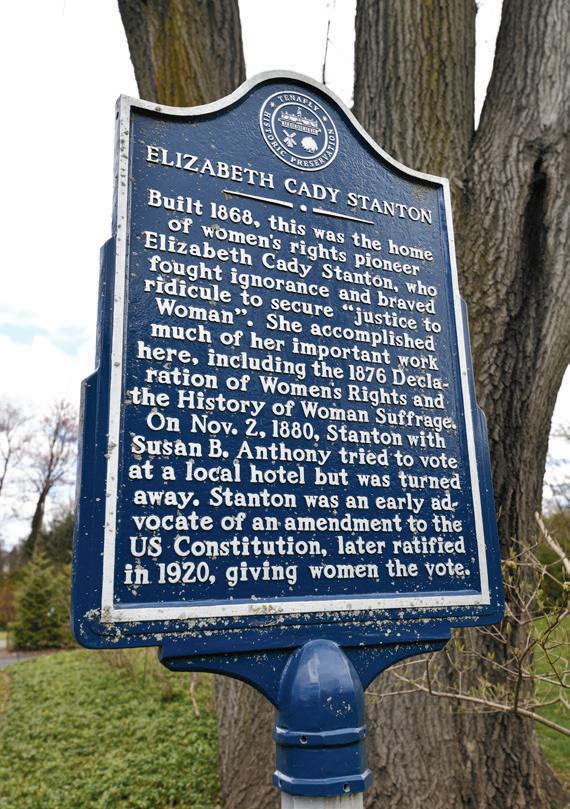 TENAFLY
HISTORIC PRESERVATION
ELIZABETH CADY STANTON
Built 1868, this was the home
of women's rights pioneer
Elizabeth Cady Stanton, who
fought ignorance and braved
ridicule to secure “justice to
Woman”. She accomplished
much of her important work
here, including the 1876 Decla-
ration of Women's Rights and
the History of Woman Suffrage.
On Nov. 2, 1880, Stanton with
Susan B. Anthony tried to vote
at a local hotel but was turned
away. Stanton was an early ad-
vocate of an amendment to the
US Constitution, later ratified
in 1920, giving women the vote.